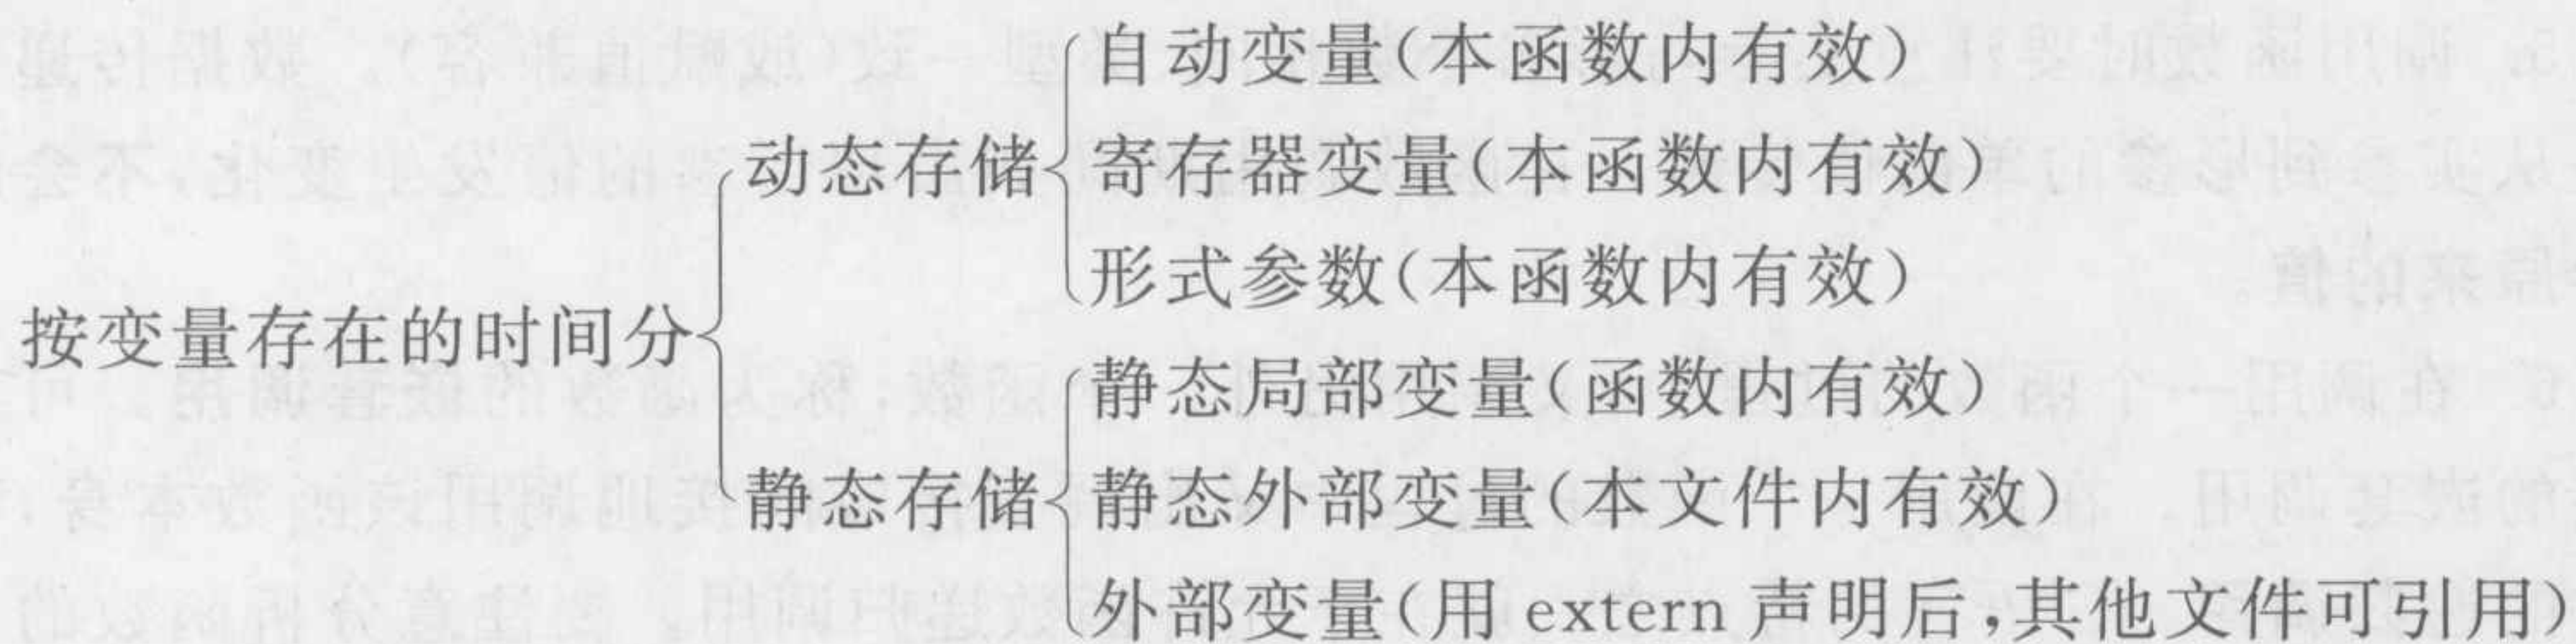 自动变量(本函数内有效)
动态存储 寄存器变量(本函数内有效)
形式参数(本函数内有效)
按变量存在的时间分
静态局部变量(函数内有效)
静态存储 静态外部变量(本文件内有效)
外部变量(用 extern 声明后,其他文件可引用)